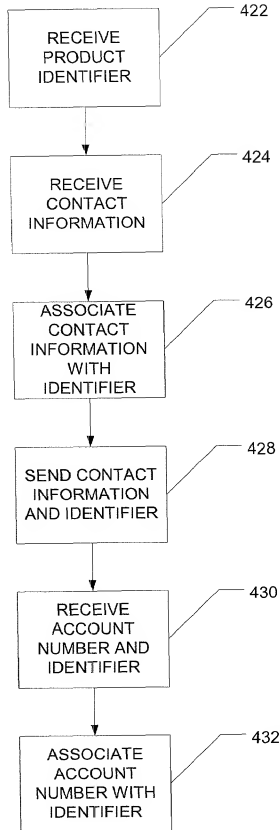 RECEIVE
PRODUCT
IDENTIFIER
422
RECEIVE
CONTACT
INFORMATION
424
ASSOCIATE
CONTACT
INFORMATION
WITH
IDENTIFIER
426
SEND CONTACT
INFORMATION
AND IDENTIFIER
428
RECEIVE
ACCOUNT
NUMBER AND
IDENTIFIER
430
ASSOCIATE
ACCOUNT
NUMBER WITH
IDENTIFIER
432